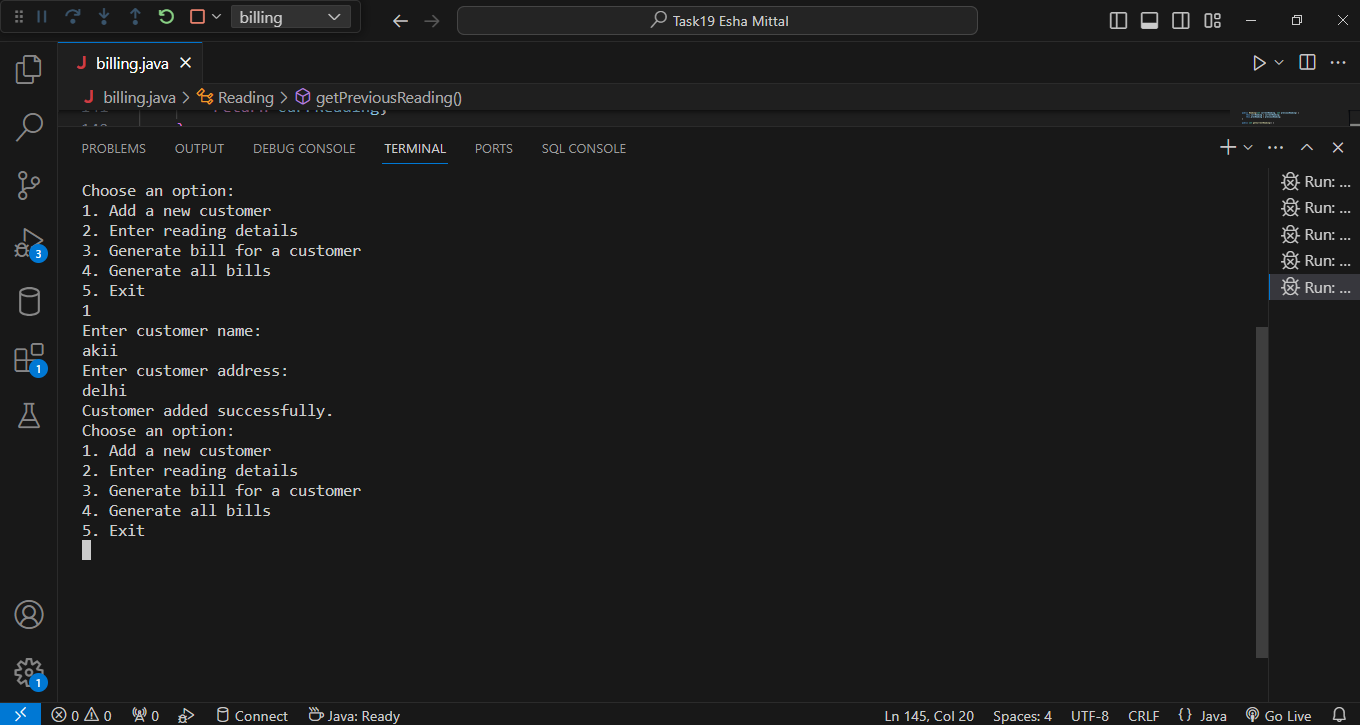 billing
Task19 Esha Mittal
billing.java
billing.java > Reading > getPreviousReading()
PROBLEMS OUTPUT DEBUG CONSOLE TERMINAL PORTS SQL CONSOLE
Choose an option:
1. Add a new customer
2. Enter reading details
3. Generate bill for a customer
4. Generate all bills
5. Exit
1
Enter customer name:
akii
Enter customer address:
delhi
Customer added successfully.
Choose an option:
1. Add a new customer
2. Enter reading details
3. Generate bill for a customer
4. Generate all bills
5. Exit
Run: ...
Run: ...
Run: ...
Run: ...
Run: ...
3
1
1
0 0 0 Connect Java: Ready Ln 145, Col 20 Spaces: 4 UTF-8 CRLF {} Java Go Live